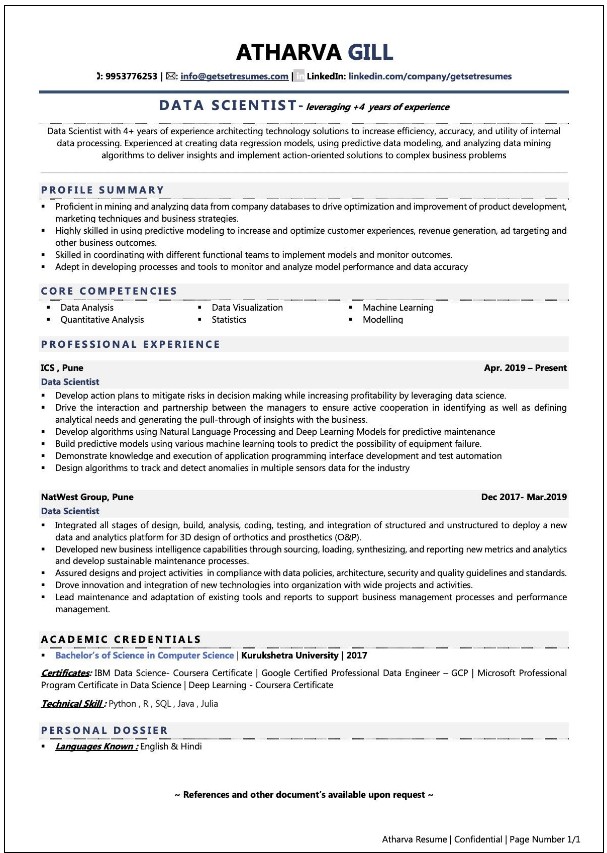 ATHARVA GILL
: 9953776253 | ✉: info@getsetresumes.com | in LinkedIn: linkedin.com/company/getsetresumes
DATA SCIENTIST- leveraging +4 years of experience
Data Scientist with 4+ years of experience architecting technology solutions to increase efficiency, accuracy, and utility of internal
data processing. Experienced at creating data regression models, using predictive data modeling, and analyzing data mining
algorithms to deliver insights and implement action-oriented solutions to complex business problems
PROFILE SUMMARY
▪ Proficient in mining and analyzing data from company databases to drive optimization and improvement of product development,
marketing techniques and business strategies.
▪ Highly skilled in using predictive modeling to increase and optimize customer experiences, revenue generation, ad targeting and
other business outcomes.
▪ Skilled in coordinating with different functional teams to implement models and monitor outcomes.
▪ Adept in developing processes and tools to monitor and analyze model performance and data accuracy
CORE COMPETENCIES
▪ Data Analysis ▪ Data Visualization ▪ Machine Learning
▪ Quantitative Analysis ▪ Statistics ▪ Modelling
PROFESSIONAL EXPERIENCE
ICS , Pune Apr. 2019 – Present
Data Scientist
▪ Develop action plans to mitigate risks in decision making while increasing profitability by leveraging data science.
▪ Drive the interaction and partnership between the managers to ensure active cooperation in identifying as well as defining
analytical needs and generating the pull-through of insights with the business.
▪ Develop algorithms using Natural Language Processing and Deep Learning Models for predictive maintenance
▪ Build predictive models using various machine learning tools to predict the possibility of equipment failure.
▪ Demonstrate knowledge and execution of application programming interface development and test automation
▪ Design algorithms to track and detect anomalies in multiple sensors data for the industry
NatWest Group, Pune Dec 2017- Mar.2019
Data Scientist
▪ Integrated all stages of design, build, analysis, coding, testing, and integration of structured and unstructured to deploy a new
data and analytics platform for 3D design of orthotics and prosthetics (O&P).
▪ Developed new business intelligence capabilities through sourcing, loading, synthesizing, and reporting new metrics and analytics
and develop sustainable maintenance processes.
▪ Assured designs and project activities in compliance with data policies, architecture, security and quality guidelines and standards.
▪ Drove innovation and integration of new technologies into organization with wide projects and activities.
▪ Lead maintenance and adaptation of existing tools and reports to support business management processes and performance
management.
ACADEMIC CREDENTIALS
▪ Bachelor's of Science in Computer Science | Kurukshetra University | 2017
Certificates: IBM Data Science- Coursera Certificate | Google Certified Professional Data Engineer – GCP | Microsoft Professional
Program Certificate in Data Science | Deep Learning - Coursera Certificate
Technical Skill : Python , R , SQL , Java , Julia
PERSONAL DOSSIER
▪ Languages Known : English & Hindi
~ References and other document's available upon request ~
Atharva Resume | Confidential | Page Number 1/1